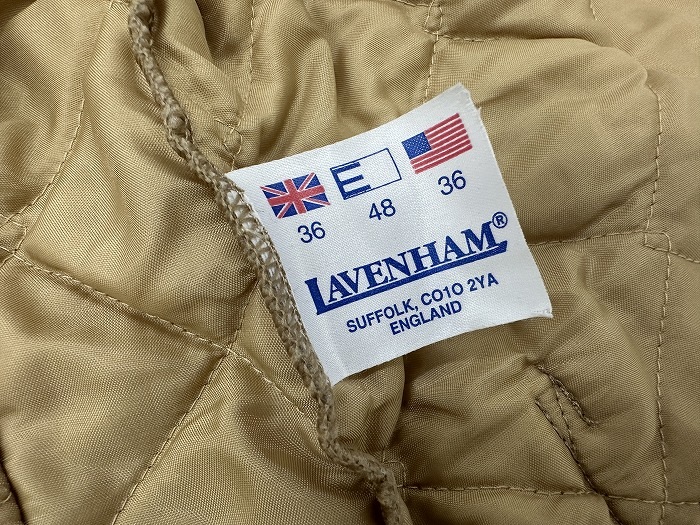 36 48 36
LAVENHAM®
SUFFOLK, CO10 2YA
ENGLAND